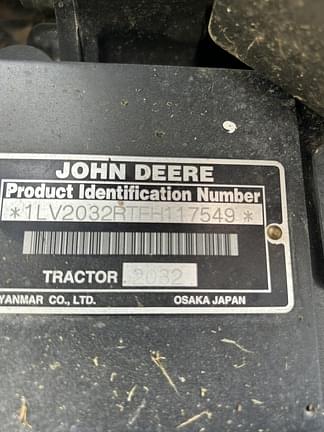 JOHN DEERE
Product Identification Number
*1LV2032RTFH117549*
TRACTOR 2032
YANMAR CO., LTD. OSAKA JAPAN